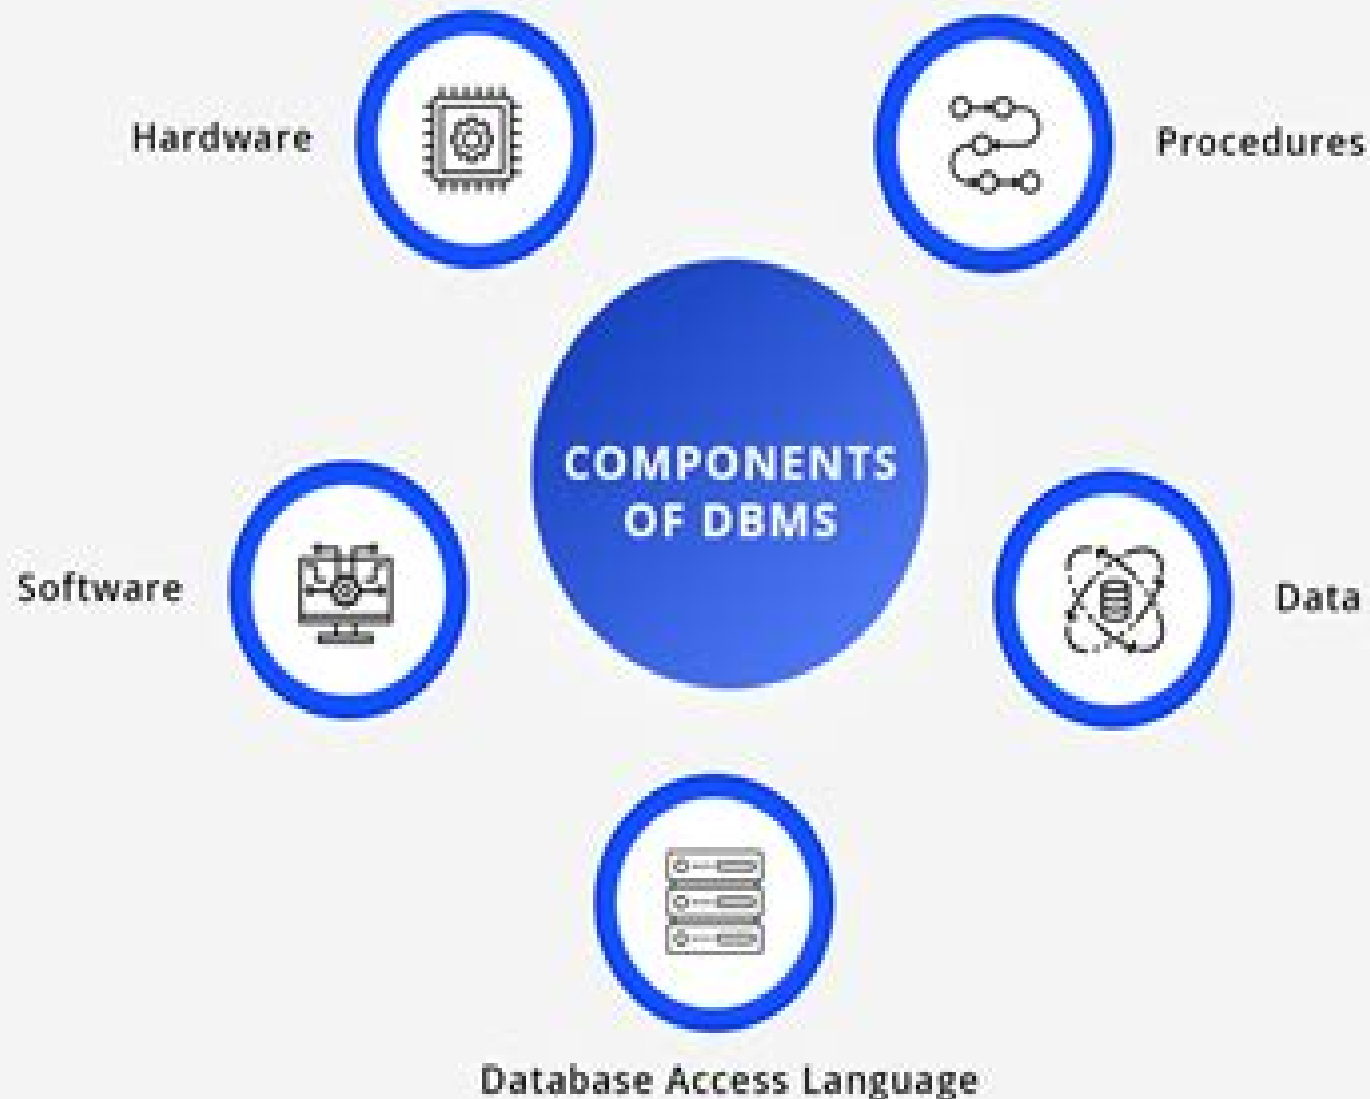 Hardware
Procedures
COMPONENTS
OF DBMS
Software
Data
Database Access Language